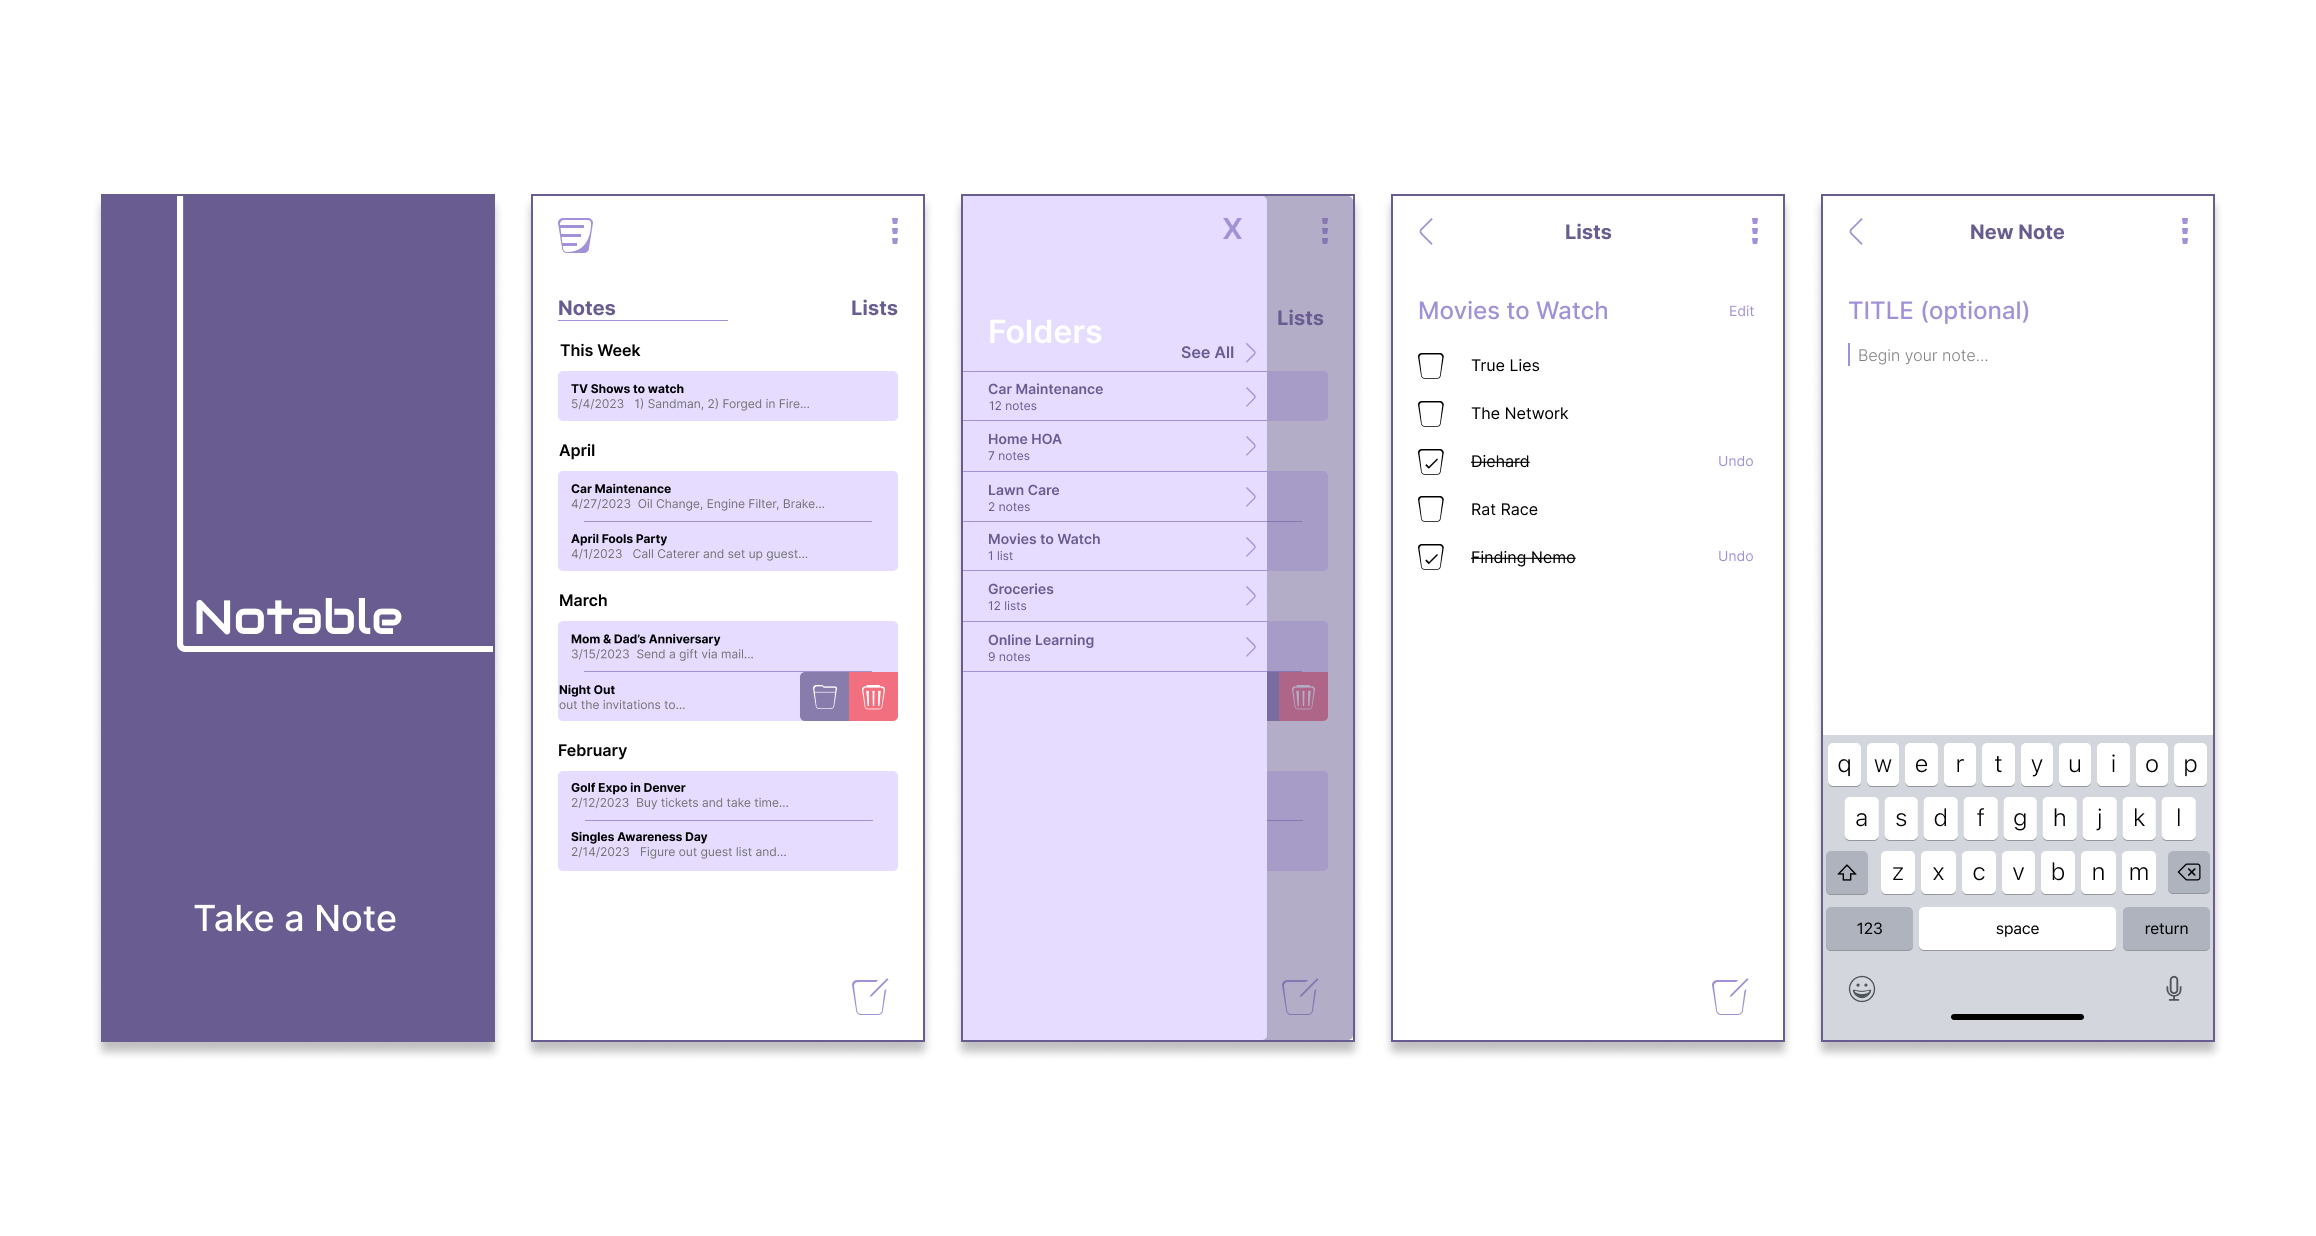 Notable
Take a Note
Notes Lists
This Week
TV Shows to watch
5/4/2023 1) Sandman, 2) Forged in Fire...
April
Car Maintenance
4/27/2023 Oil Change, Engine Filter, Brake...
April Fools Party
4/1/2023 Call Caterer and set up guest...
March
Mom & Dad's Anniversary
3/15/2023 Send a gift via mail...
Night Out
out the invitations to...
February
Golf Expo in Denver
2/12/2023 Buy tickets and take time...
Singles Awareness Day
2/14/2023 Figure out guest list and...
X
Lists
Folders
See All
Car Maintenance
12 notes
Home HOA
7 notes
Lawn Care
2 notes
Movies to Watch
1 list
Groceries
12 lists
Online Learning
9 notes
Lists
Movies to Watch Edit
True Lies
The Network
Diehard Undo
Rat Race
Finding Nemo Undo
New Note
TITLE (optional)
Begin your note...
q w e r t y u i o p
a s d f g h j k l
z x c v b n m
123 space return